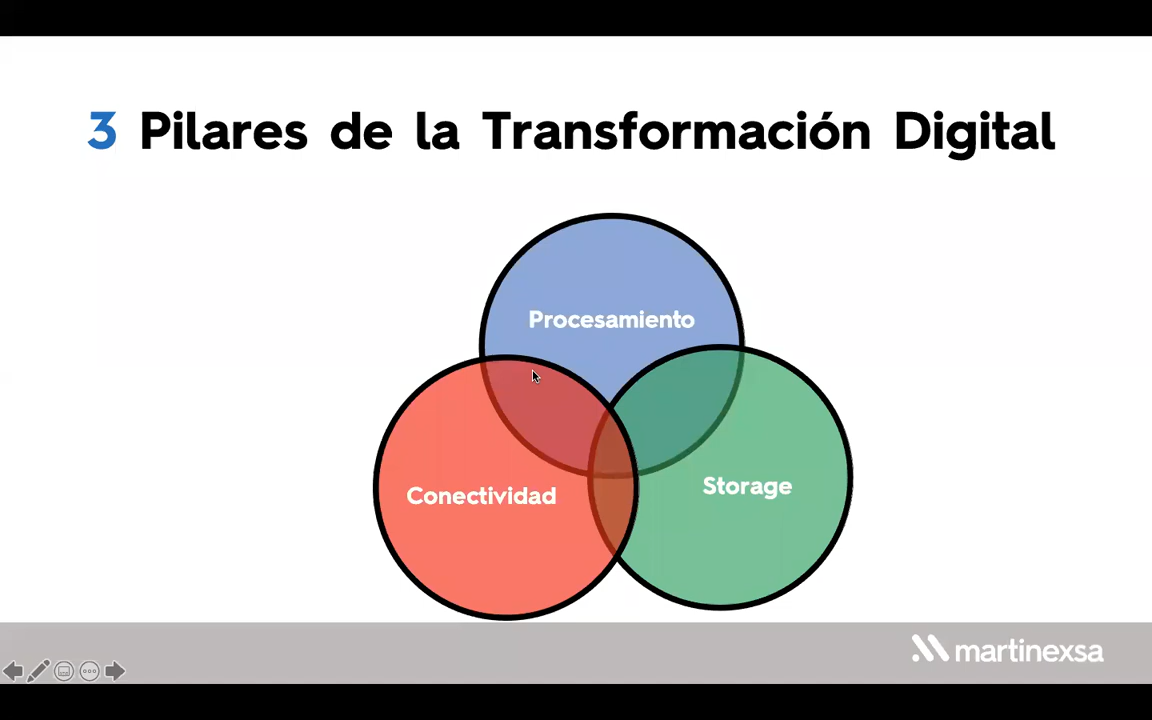 3 Pilares de la Transformación Digital
Procesamiento
Conectividad
Storage
martinexsa